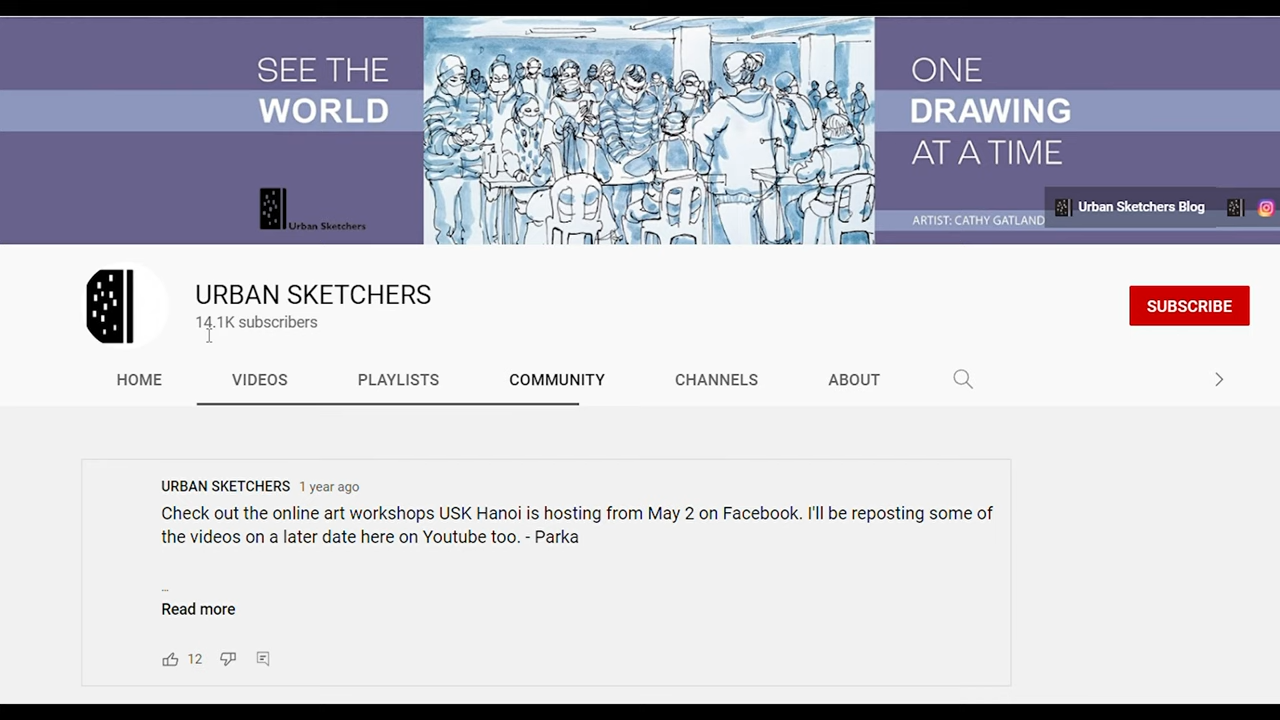 SEE THE
WORLD
Urban Sketchers
ONE
DRAWING
AT A TIME
ARTIST: CATHY GATLAND
Urban Sketchers Blog
URBAN SKETCHERS
14.1K subscribers
SUBSCRIBE
HOME VIDEOS PLAYLISTS COMMUNITY CHANNELS ABOUT
URBAN SKETCHERS 1 year ago
Check out the online art workshops USK Hanoi is hosting from May 2 on Facebook. I'll be reposting some of
the videos on a later date here on Youtube too. - Parka
...
Read more
12